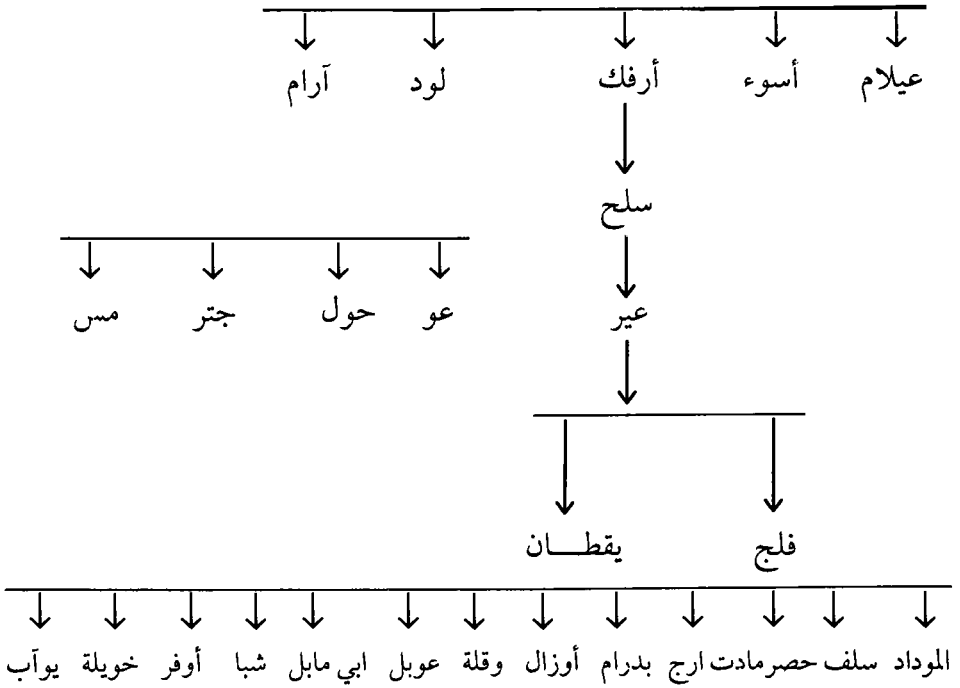 عيلام أسوء أرفك لود آرام
سلح
عو حول جتر مس
عير
فلج يقطــان
الموداد سلف حصرمادت ارج بدرام أوزال وقلة عوبل ابي مابل شبا أوفر خويلة يوآب